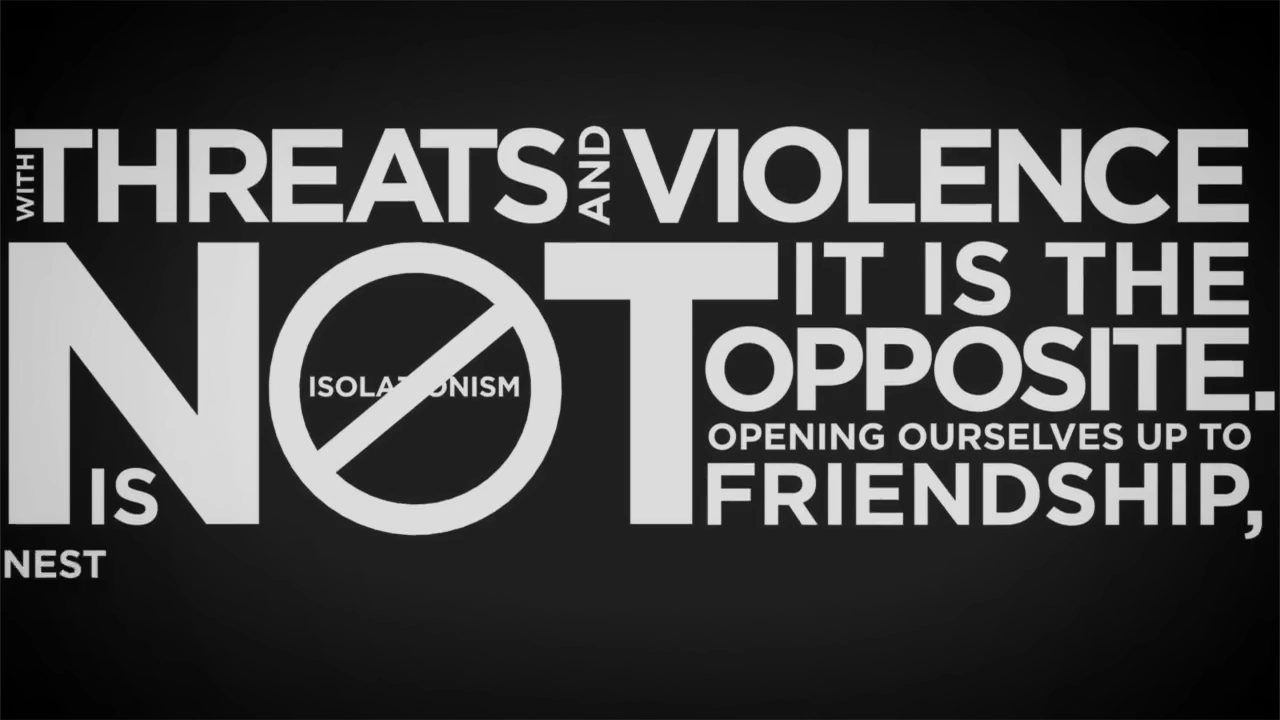 WITH THREATS AND VIOLENCE
IS NOT
ISOLATIONISM
IT IS THE
OPPOSITE.
OPENING OURSELVES UP TO
FRIENDSHIP,
NEST